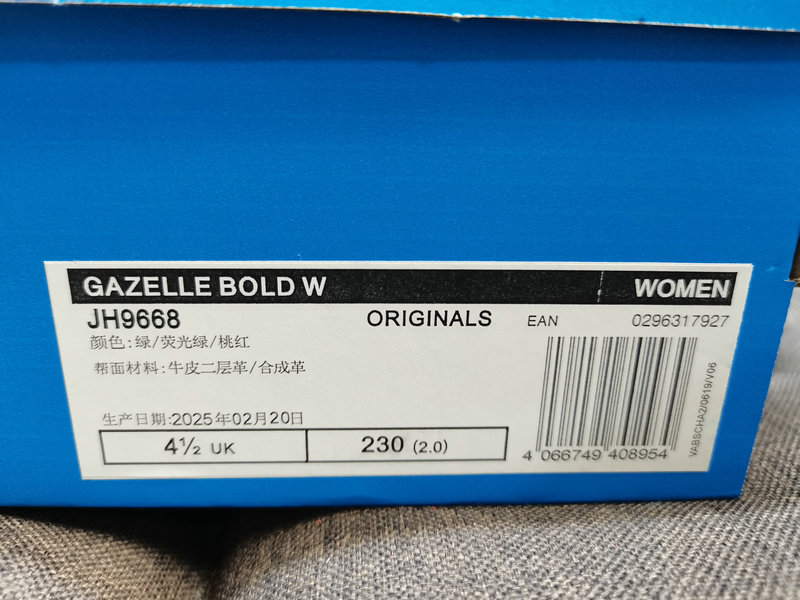 GAZELLE BOLD W WOMEN
JH9668 ORIGINALS EAN 0296317927
颜色:绿/荧光绿/桃红
帮面材料:牛皮二层革/合成革
生产日期:2025年02月20日
4½ UK 230 (2.0)
4 066749 408954
VABSCHA2/0619/V06